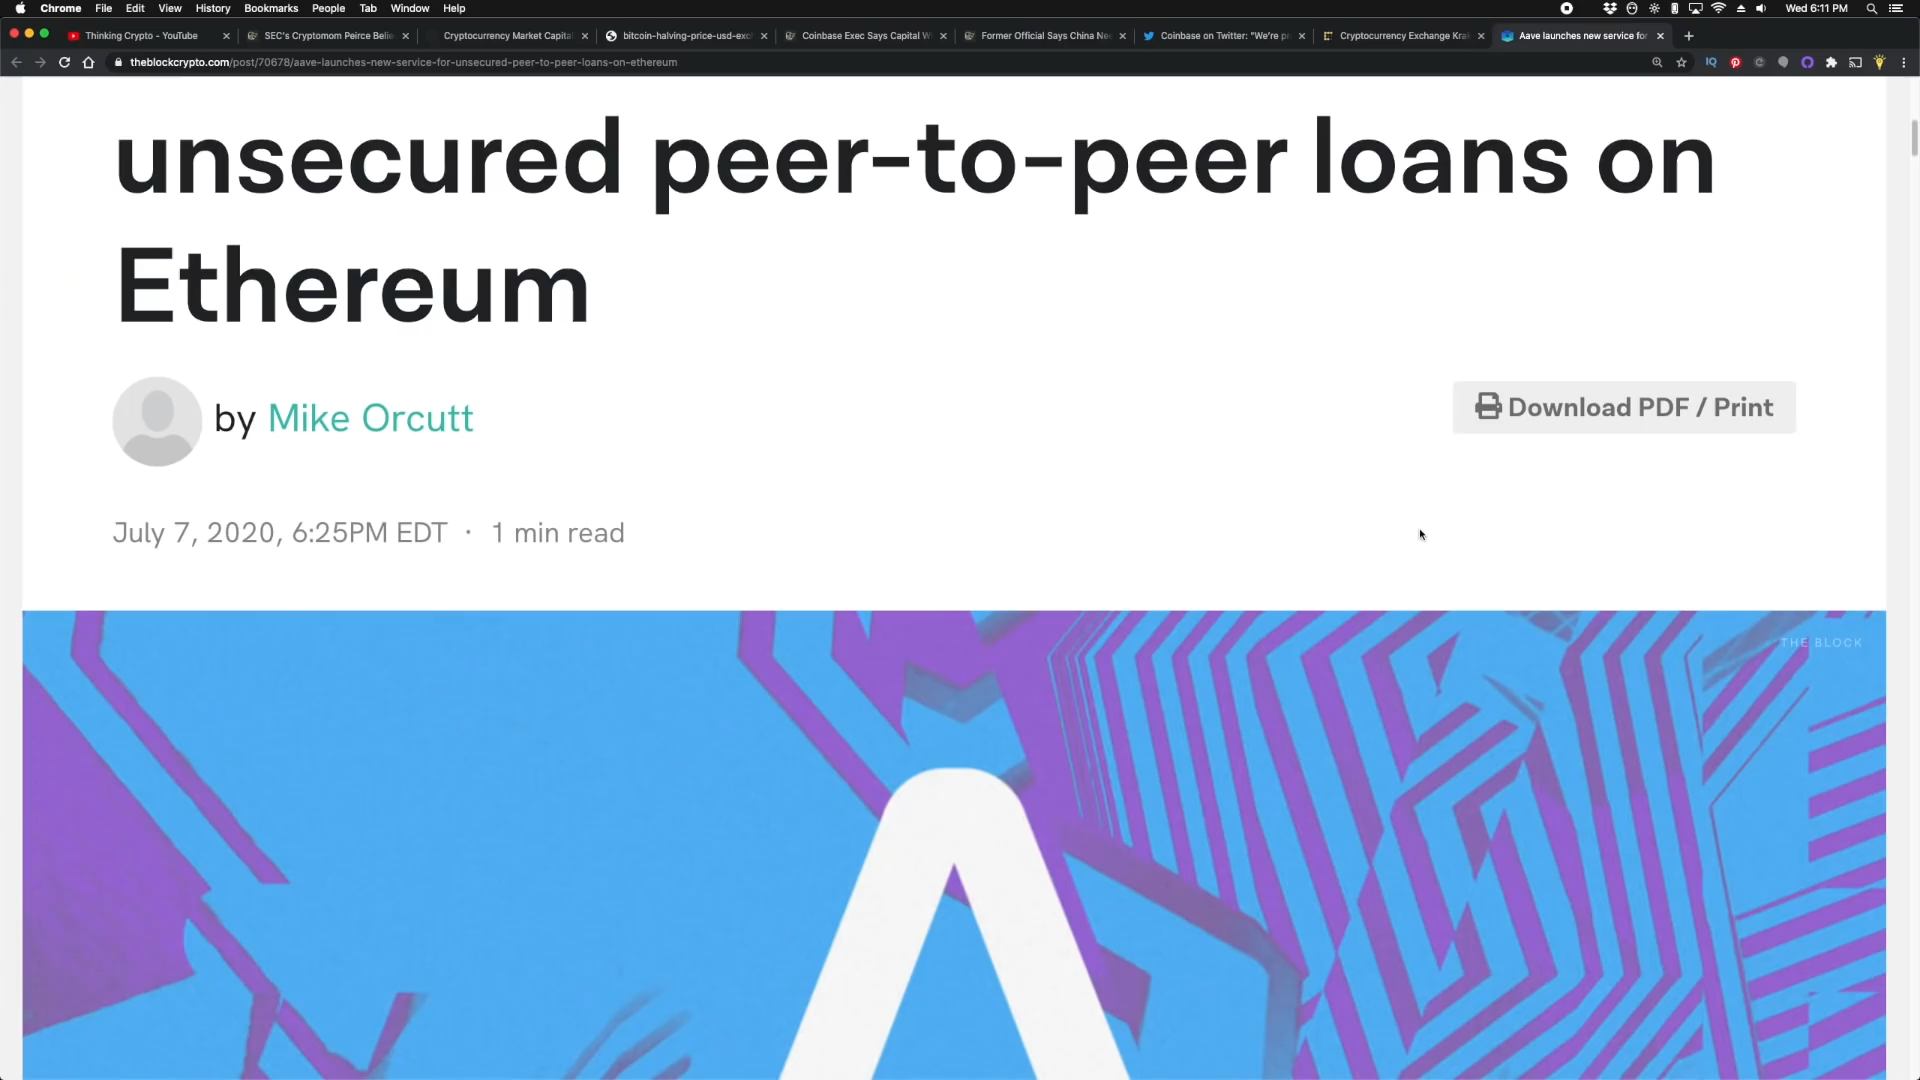 Chrome File Edit View History Bookmarks People Tab Window Help Wed 6:11 PM
Thinking Crypto - YouTube SEC's Cryptomom Peirce Belie Cryptocurrency Market Capital bitcoin-halving-price-usd-exc Coinbase Exec Says Capital W Former Official Says China Ne Coinbase on Twitter: "We're pr Cryptocurrency Exchange Kra Aave launches new service for
theblockcrypto.com/post/70678/aave-launches-new-service-for-unsecured-peer-to-peer-loans-on-ethereum
unsecured peer-to-peer loans on
Ethereum
by Mike Orcutt
Download PDF / Print
July 7, 2020, 6:25PM EDT · 1 min read
THE BLOCK